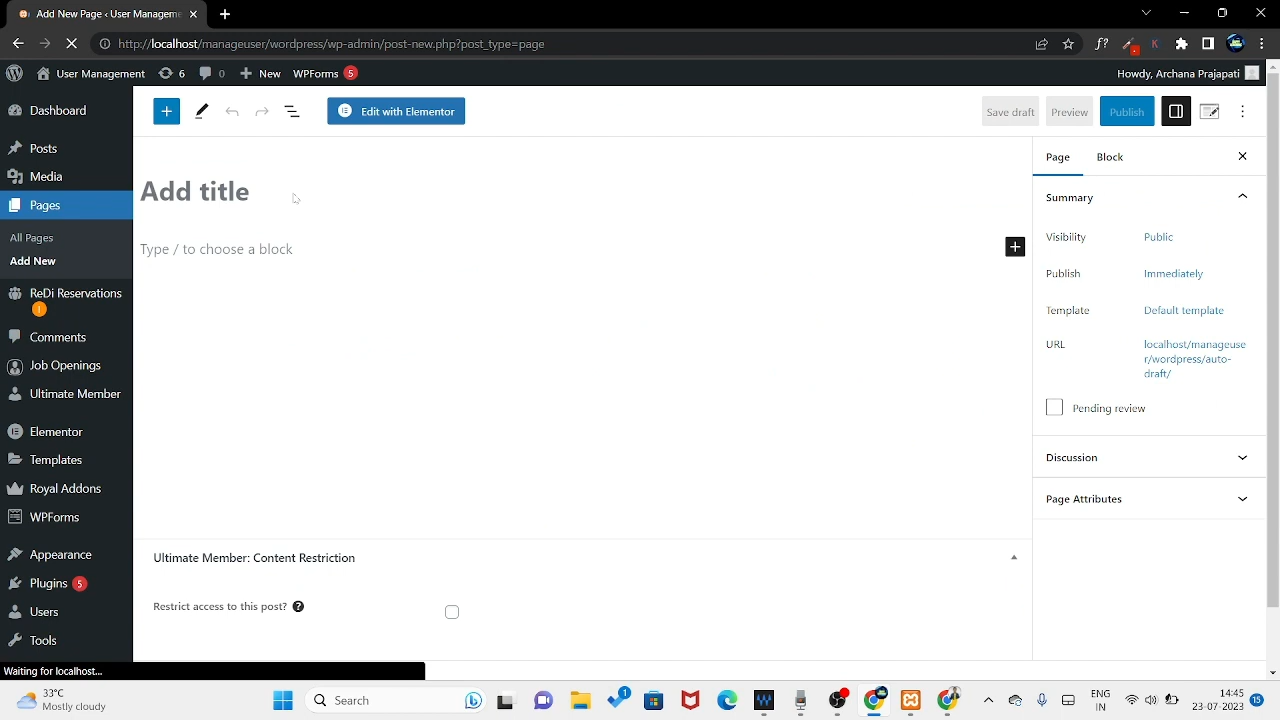 Add New Page ‹ User Managemen
http://localhost/manageuser/wordpress/wp-admin/post-new.php?post_type=page
User Management
6
0
New
WPForms
5
Howdy, Archana Prajapati
Dashboard
Posts
Media
Pages
All Pages
Add New
ReDi Reservations
!
Comments
Job Openings
Ultimate Member
Elementor
Templates
Royal Addons
WPForms
Appearance
Plugins
5
Users
Tools
Edit with Elementor
Save draft
Preview
Publish
Add title
Type / to choose a block
Page
Block
Summary
Visibility
Public
Publish
Immediately
Template
Default template
URL
localhost/manageuse
r/wordpress/auto-
draft/
Pending review
Discussion
Page Attributes
Ultimate Member: Content Restriction
Restrict access to this post?
Waiting for localhost...
33°C
Mostly cloudy
Search
1
ENG
IN
14:45
23-07-2023
15